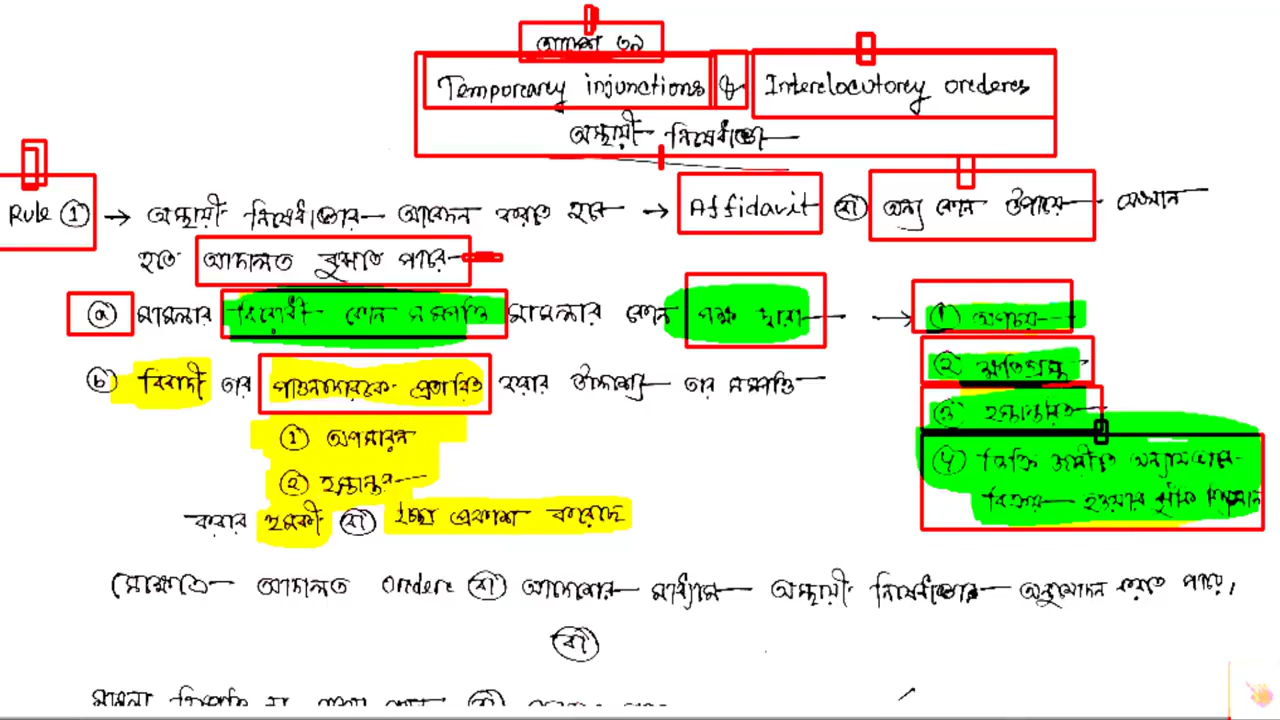 আদেশ ৩৯
Temporary injunctions & Interlocutory orders
অস্থায়ী নিষেধাজ্ঞা
Rule ① → অস্থায়ী নিষেধাজ্ঞার আবেদন করতে হবে → Affidavit বা অন্য কোন উপায়ে যেখান
হতে আদালত বুঝতে পারে
ⓐ মামলার বিরোধী কোন সম্পত্তি মামলার কোন পক্ষ দ্বারা → ① অপচয়
② ক্ষতিগ্রস্থ
ⓑ বিবাদী তার পাওনাদারকে প্রতারিত করার উদ্দেশ্যে তার সম্পত্তি
③ হস্তান্তরিত
① অপসারণ
② হস্তান্তর
④ ডিক্রি জারীতে অন্যায়ভাবে
বিক্রয় হওয়ার ঝুঁকি
করার হুমকী বা ইচ্ছা প্রকাশ করেছে
সেক্ষেত্রে আদালত order বা আদেশের মাধ্যমে অস্থায়ী নিষেধাজ্ঞার অনুমোদন করতে পারে।
বা
মামলা নিষ্পত্তি না